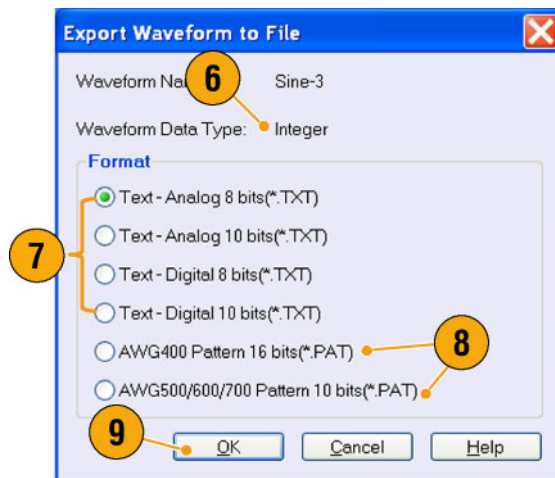 Export Waveform to File
Waveform Na 6 Sine-3
Waveform Data Type: Integer
Format
Text - Analog 8 bits(*.TXT)
Text - Analog 10 bits(*.TXT)
7
Text - Digital 8 bits(*.TXT)
Text - Digital 10 bits(*.TXT)
AWG400 Pattern 16 bits(*.PAT)
8
AWG500/600/700 Pattern 10 bits(*.PAT)
9
OK Cancel Help